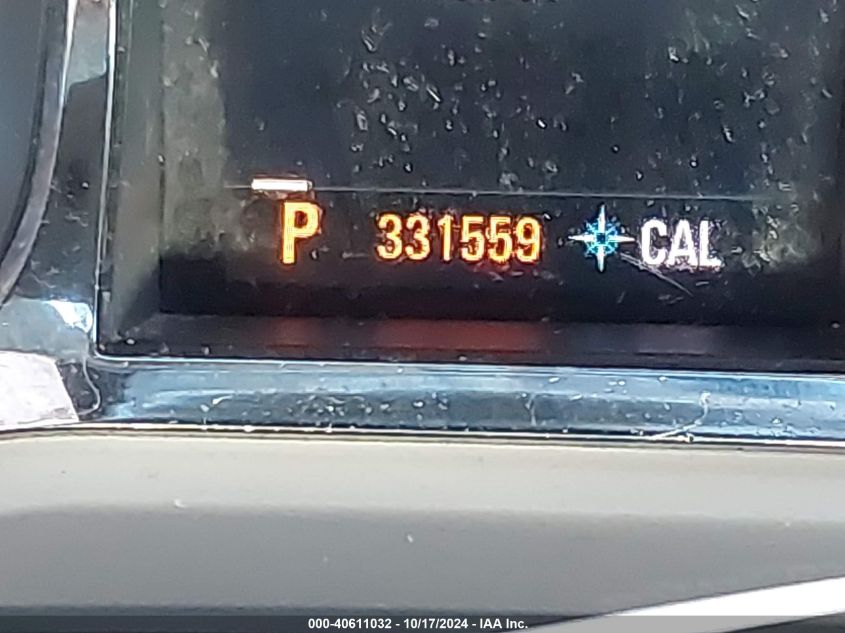 P 331559 CAL
000-40611032 - 10/17/2024 - IAA Inc.